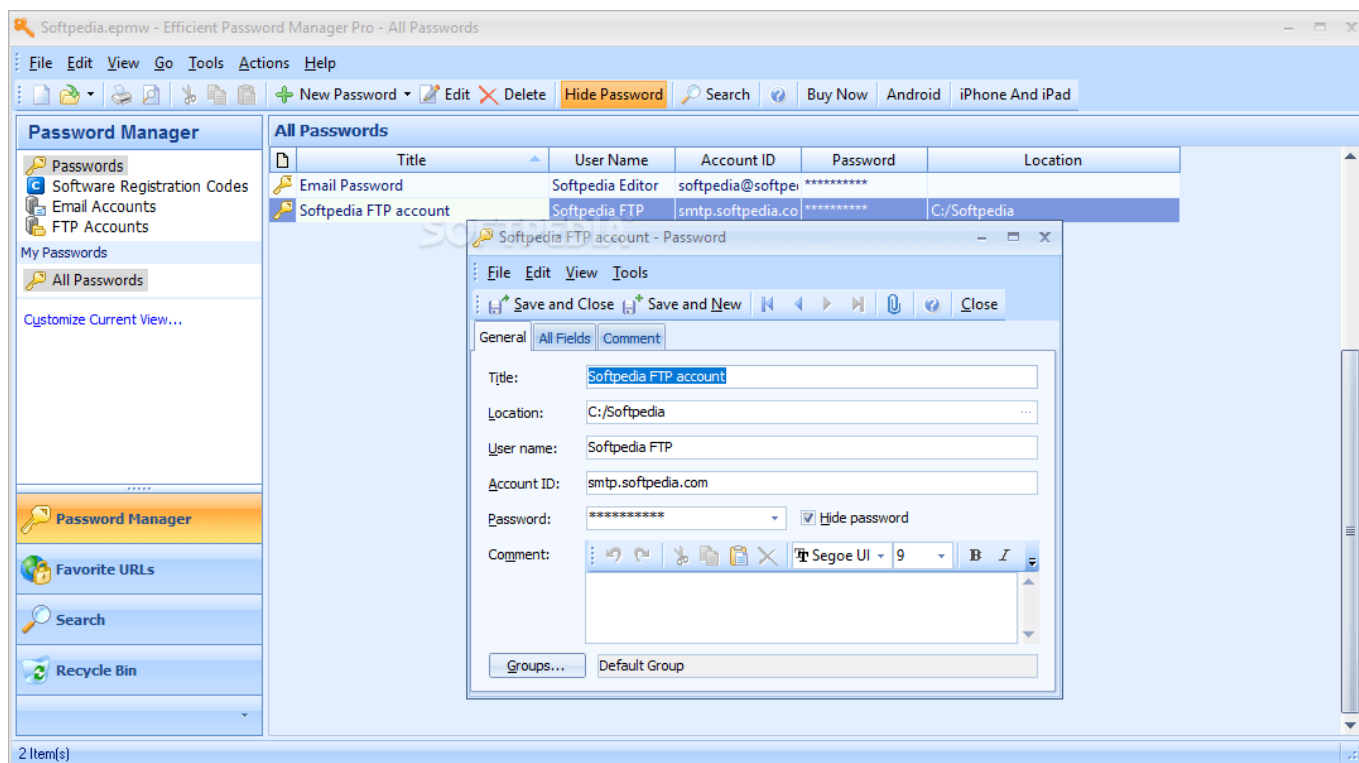 Softpedia.epmw - Efficient Password Manager Pro - All Passwords
File Edit View Go Tools Actions Help
New Password Edit Delete Hide Password Search Buy Now Android iPhone And iPad
Password Manager
All Passwords
Passwords
Software Registration Codes
Email Accounts
FTP Accounts
My Passwords
All Passwords
Customize Current View...
Title User Name Account ID Password Location
Email Password Softpedia Editor softpedia@softpe **********
Softpedia FTP account Softpedia FTP smtp.softpedia.co ********** C:/Softpedia
SOFTPEDIA
Softpedia FTP account - Password
File Edit View Tools
Save and Close Save and New Close
General All Fields Comment
Title: Softpedia FTP account
Location: C:/Softpedia ...
User name: Softpedia FTP
Account ID: smtp.softpedia.com
Password: ********** Hide password
Comment: Segoe UI 9 B I
Groups... Default Group
Password Manager
Favorite URLs
Search
Recycle Bin
2 Item(s)